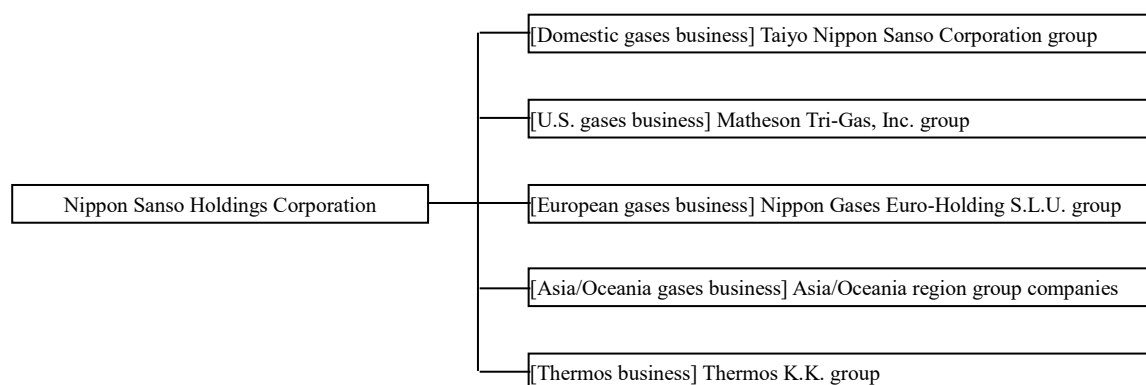 [Domestic gases business] Taiyo Nippon Sanso Corporation group
[U.S. gases business] Matheson Tri-Gas, Inc. group
Nippon Sanso Holdings Corporation
[European gases business] Nippon Gases Euro-Holding S.L.U. group
[Asia/Oceania gases business] Asia/Oceania region group companies
[Thermos business] Thermos K.K. group